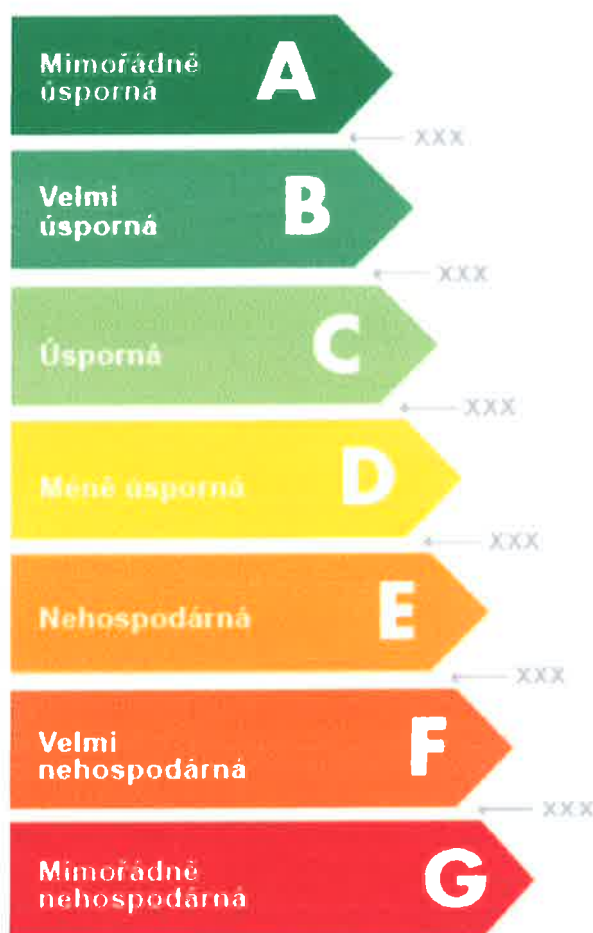 Mimořádně
úsporná
A
XXX
Velmi
úsporná
B
XXX
Úsporná
C
XXX
Méně úsporná
D
XXX
Nehospodárná
E
XXX
Velmi
nehospodárná
F
XXX
Mimořádně
nehospodárná
G